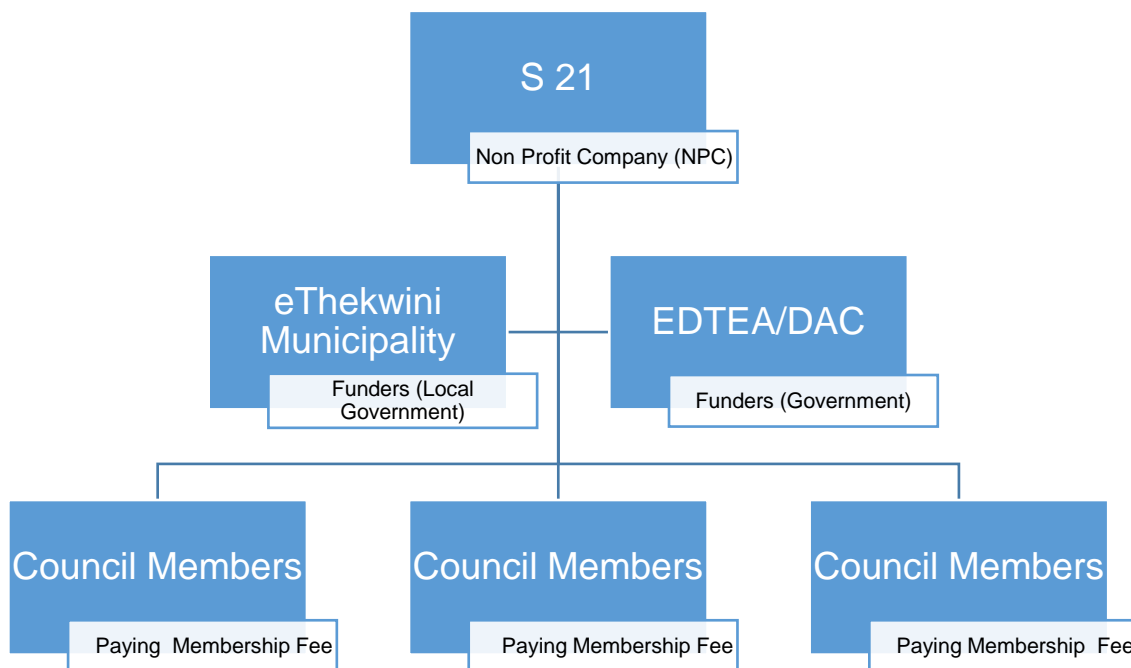 S 21
Non Profit Company (NPC)
eThekwini
Municipality
Funders (Local
Government)
EDTEA/DAC
Funders (Government)
Council Members
Paying Membership Fee
Council Members
Paying Membership Fee
Council Members
Paying Membership Fee